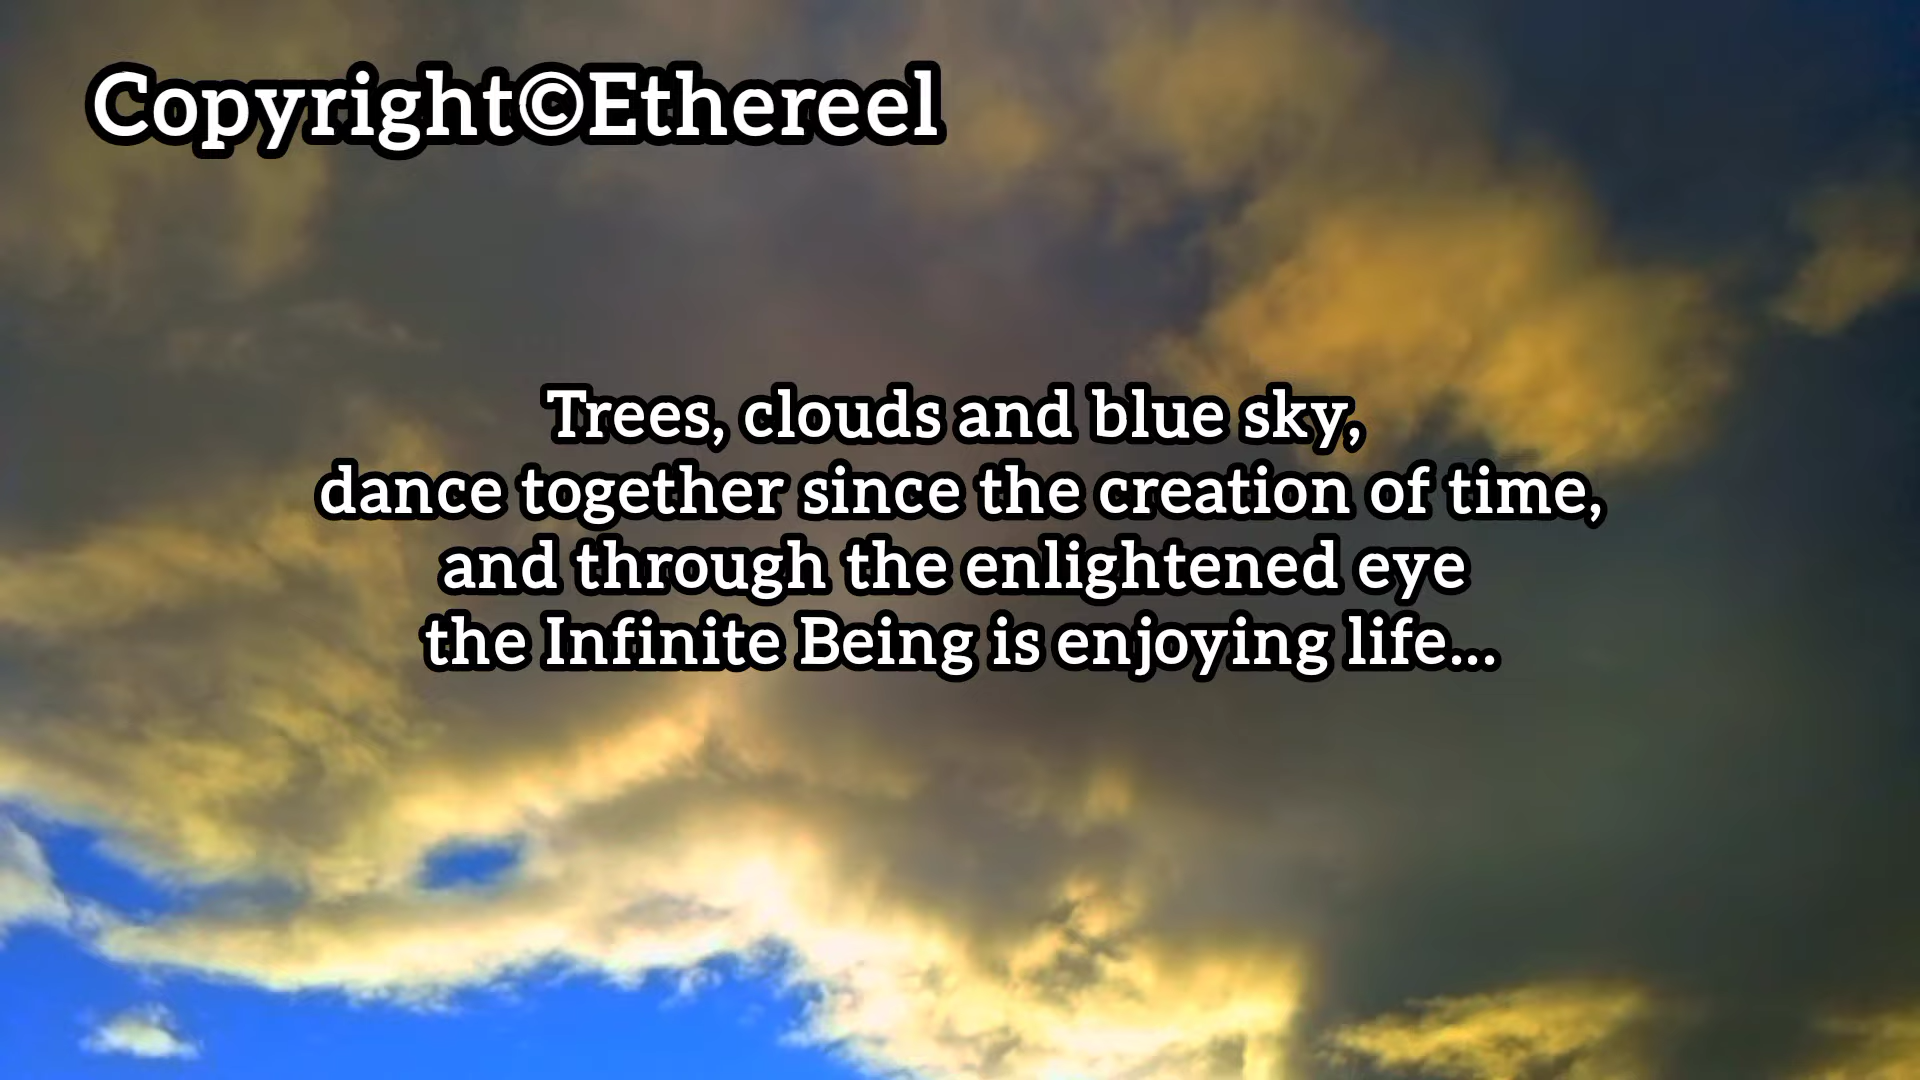 Copyright©Ethereel
Trees, clouds and blue sky,
dance together since the creation of time,
and through the enlightened eye
the Infinite Being is enjoying life...